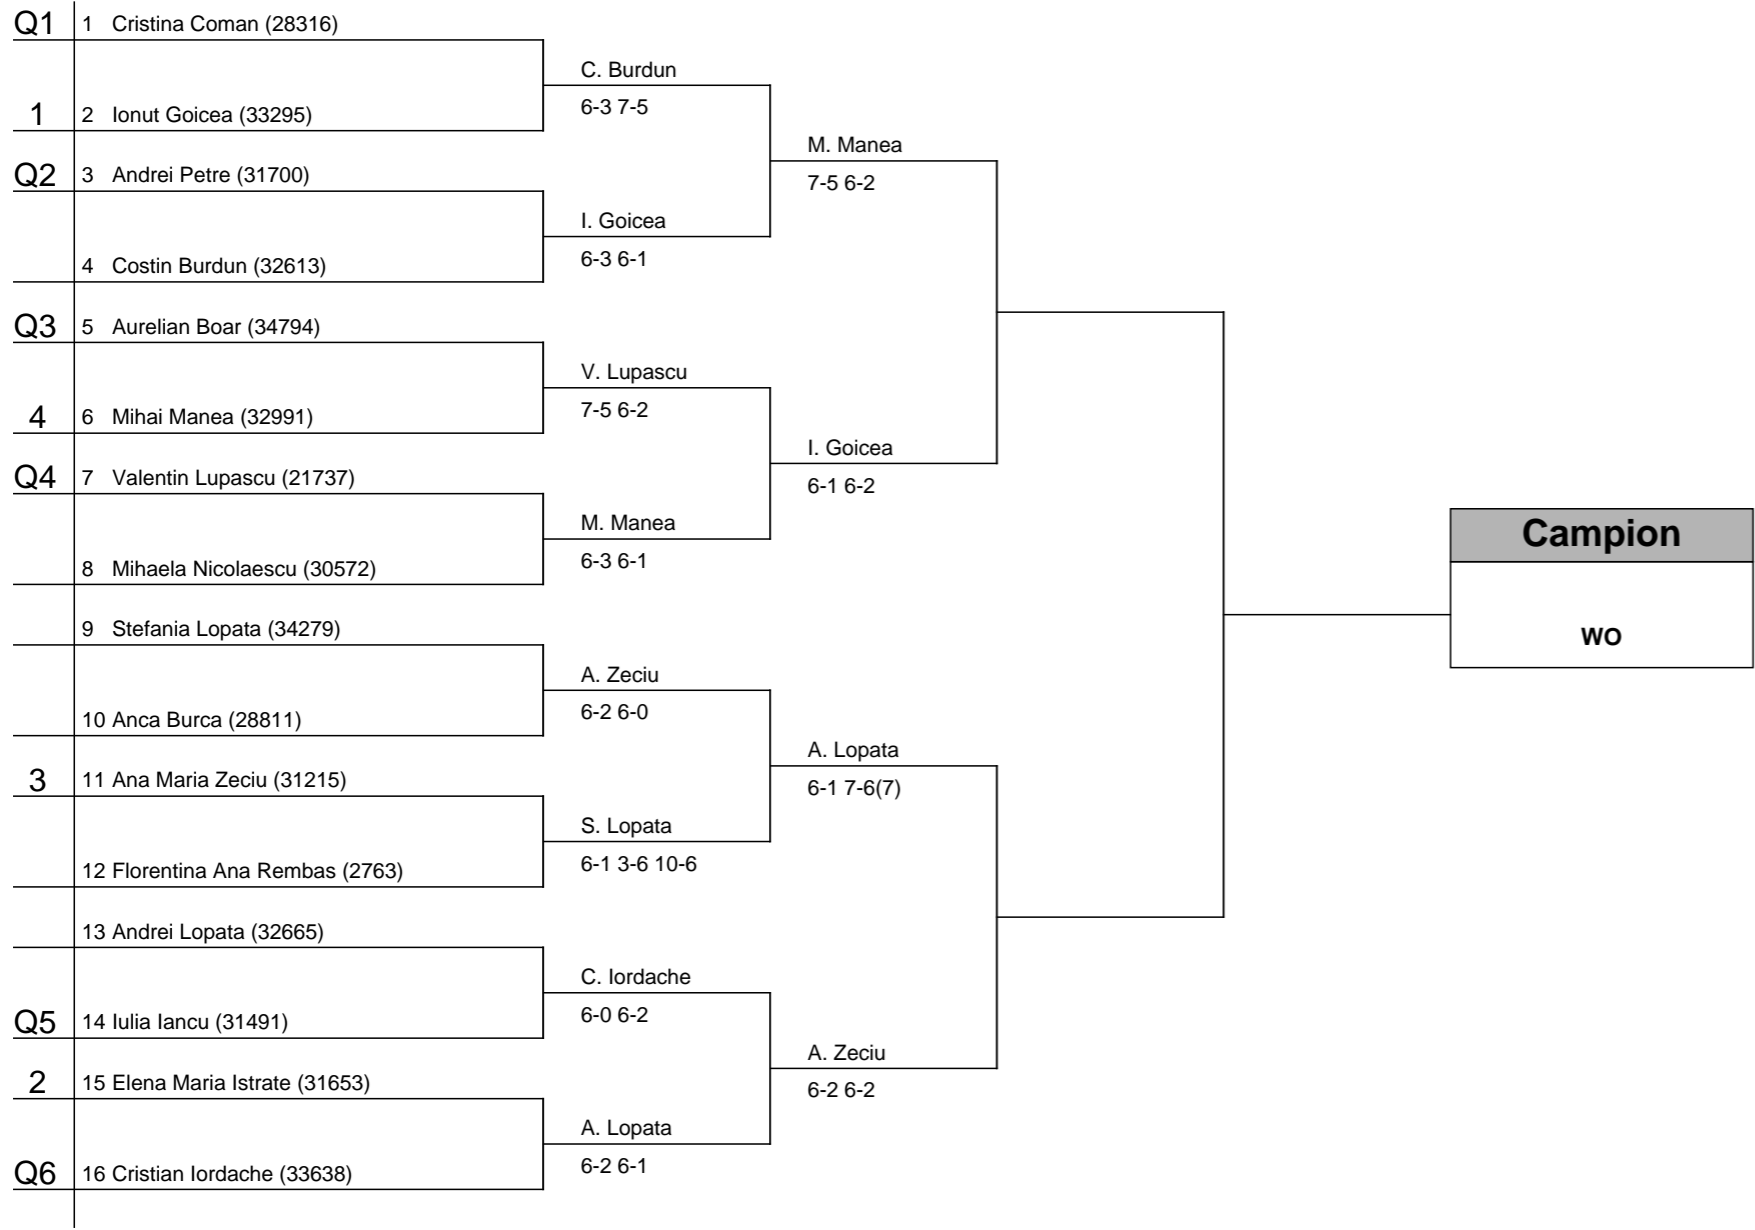 Q1 1 Cristina Coman (28316)
C. Burdun
6-3 7-5
1 2 Ionut Goicea (33295)
M. Manea
7-5 6-2
Q2 3 Andrei Petre (31700)
I. Goicea
6-3 6-1
4 Costin Burdun (32613)
Q3 5 Aurelian Boar (34794)
V. Lupascu
7-5 6-2
4 6 Mihai Manea (32991)
I. Goicea
6-1 6-2
Q4 7 Valentin Lupascu (21737)
M. Manea
6-3 6-1
8 Mihaela Nicolaescu (30572)
Campion
WO
9 Stefania Lopata (34279)
A. Zeciu
6-2 6-0
10 Anca Burca (28811)
A. Lopata
6-1 7-6(7)
3 11 Ana Maria Zeciu (31215)
S. Lopata
6-1 3-6 10-6
12 Florentina Ana Rembas (2763)
13 Andrei Lopata (32665)
C. Iordache
6-0 6-2
Q5 14 Iulia Iancu (31491)
A. Zeciu
6-2 6-2
2 15 Elena Maria Istrate (31653)
A. Lopata
6-2 6-1
Q6 16 Cristian Iordache (33638)